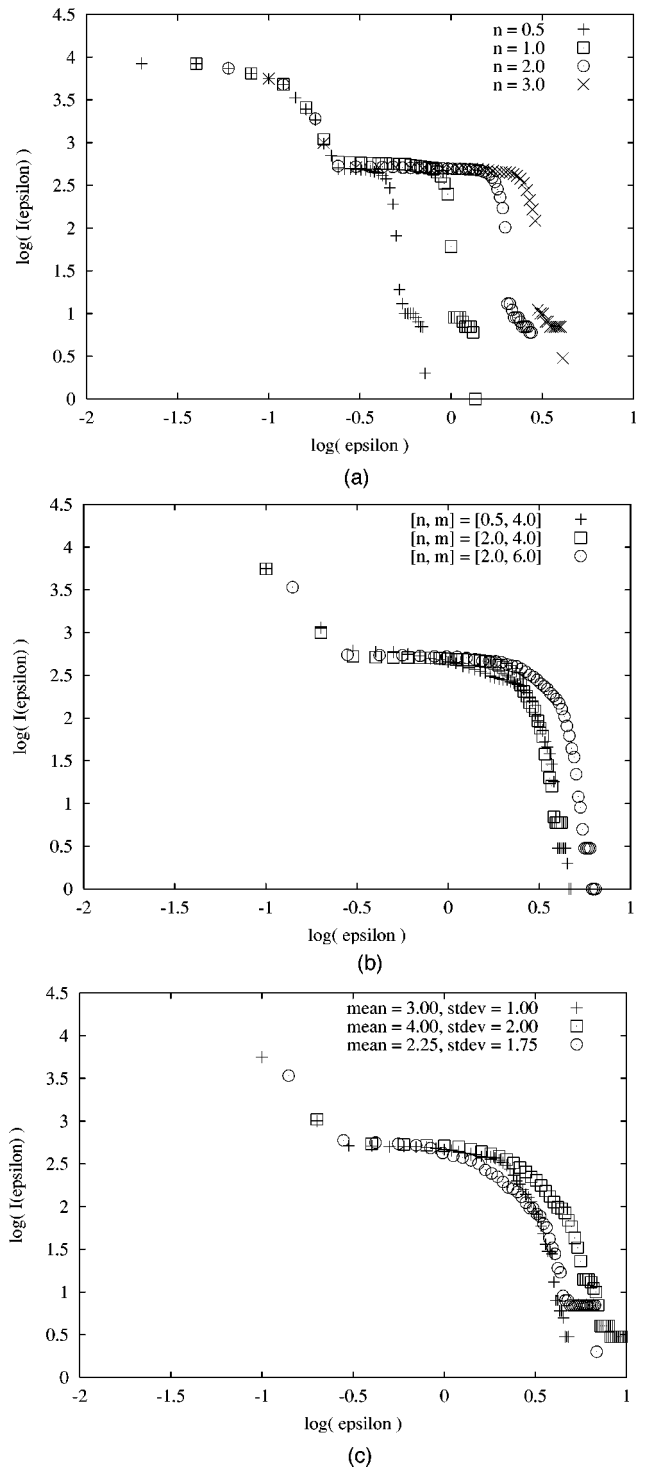 4.5
4
3.5
3
2.5
2
1.5
1
0.5
0
log( I(epsilon) )
n = 0.5
n = 1.0
n = 2.0
n = 3.0
-2 -1.5 -1 -0.5 0 0.5 1
log( epsilon )
(a)
4.5
4
3.5
3
2.5
2
1.5
1
0.5
0
log( I(epsilon) )
[n, m] = [0.5, 4.0]
[n, m] = [2.0, 4.0]
[n, m] = [2.0, 6.0]
-2 -1.5 -1 -0.5 0 0.5 1
log( epsilon )
(b)
4.5
4
3.5
3
2.5
2
1.5
1
0.5
0
log( I(epsilon) )
mean = 3.00, stdev = 1.00
mean = 4.00, stdev = 2.00
mean = 2.25, stdev = 1.75
-2 -1.5 -1 -0.5 0 0.5 1
log( epsilon )
(c)